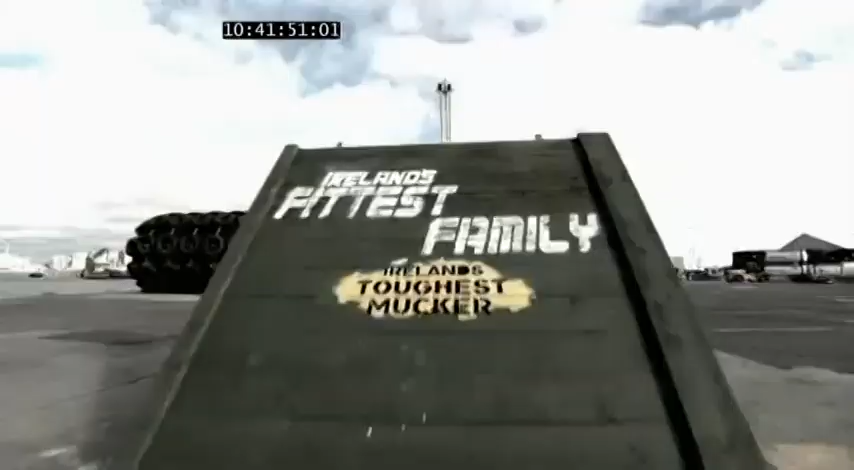 10:41:51:01
IRELAND'S
FITTEST
FAMILY
IRELANDS
TOUGHEST
MUCKER